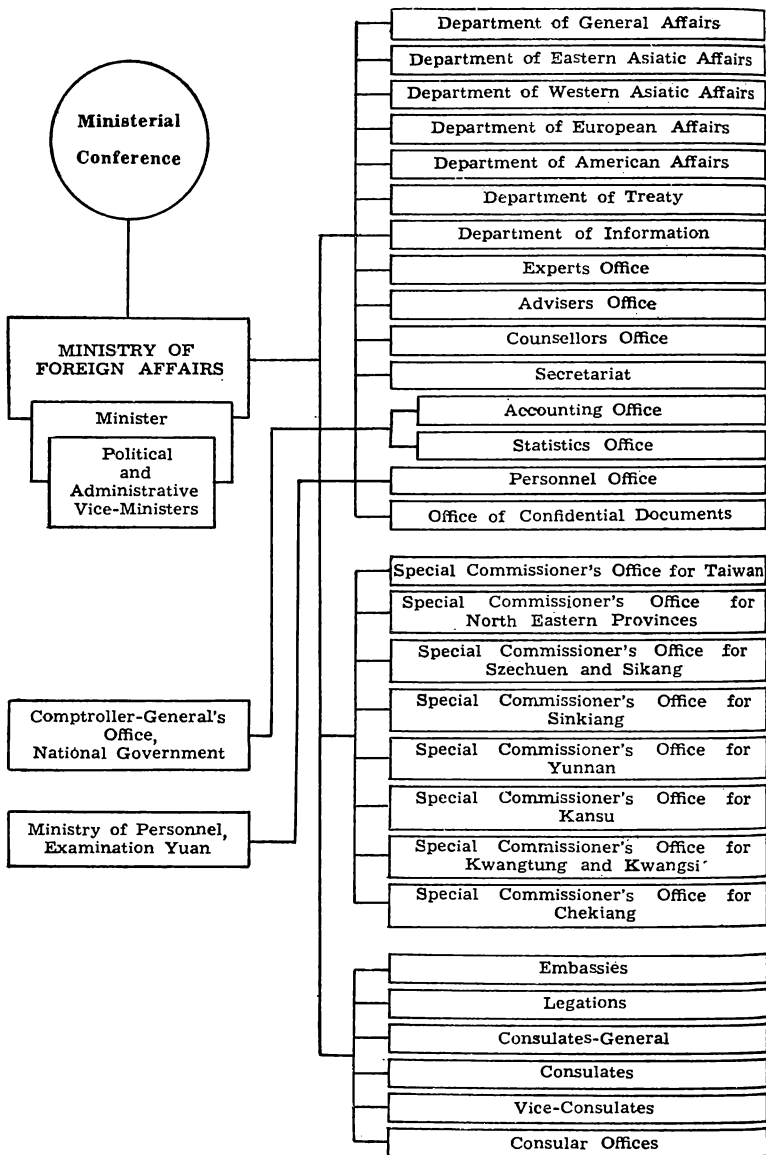 Ministerial
Conference
MINISTRY OF
FOREIGN AFFAIRS
Minister
Political
and
Administrative
Vice-Ministers
Comptroller-General's
Office,
National Government
Ministry of Personnel,
Examination Yuan
Department of General Affairs
Department of Eastern Asiatic Affairs
Department of Western Asiatic Affairs
Department of European Affairs
Department of American Affairs
Department of Treaty
Department of Information
Experts Office
Advisers Office
Counsellors Office
Secretariat
Accounting Office
Statistics Office
Personnel Office
Office of Confidential Documents
Special Commissioner's Office for Taiwan
Special Commissioner's Office for
North Eastern Provinces
Special Commissioner's Office for
Szechuen and Sikang
Special Commissioner's Office for
Sinkiang
Special Commissioner's Office for
Yunnan
Special Commissioner's Office for
Kansu
Special Commissioner's Office for
Kwangtung and Kwangsi
Special Commissioner's Office for
Chekiang
Embassies
Legations
Consulates-General
Consulates
Vice-Consulates
Consular Offices